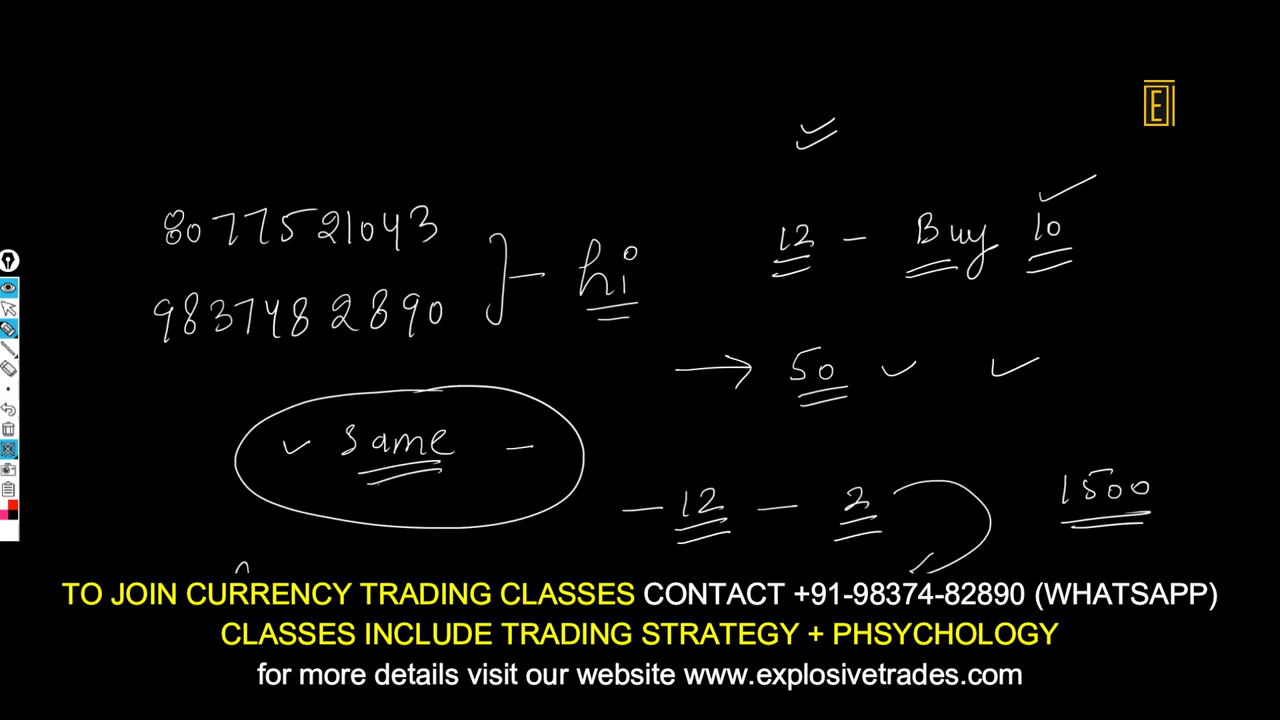 E
8077521043
9837482890
hi
12 - Buy 10
→ 50
same -
- 12 - 2
1500
TO JOIN CURRENCY TRADING CLASSES CONTACT +91-98374-82890 (WHATSAPP)
CLASSES INCLUDE TRADING STRATEGY + PHSYCHOLOGY
for more details visit our website www.explosivetrades.com